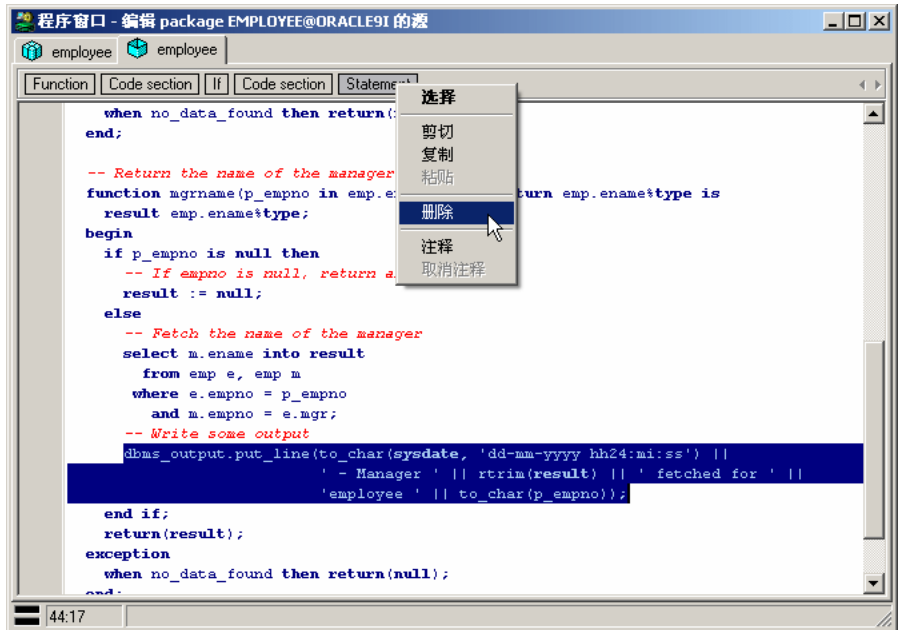 程序窗口 - 编辑 package EMPLOYEE@ORACLE9I 的源
employee employee
Function Code section If Code section Statement
选择
剪切
复制
粘贴
删除
注释
取消注释
when no_data_found then return(
end;
-- Return the name of the manager
function mgrname(p_empno in emp.e turn emp.ename%type is
result emp.ename%type;
begin
if p_empno is null then
-- If empno is null, return a
result := null;
else
-- Fetch the name of the manager
select m.ename into result
from emp e, emp m
where e.empno = p_empno
and m.empno = e.mgr;
-- Write some output
dbms_output.put_line(to_char(sysdate, 'dd-mm-yyyy hh24:mi:ss') ||
' - Manager ' || rtrim(result) || ' fetched for ' ||
'employee ' || to_char(p_empno));
end if;
return(result);
exception
when no_data_found then return(null);
end;
44:17